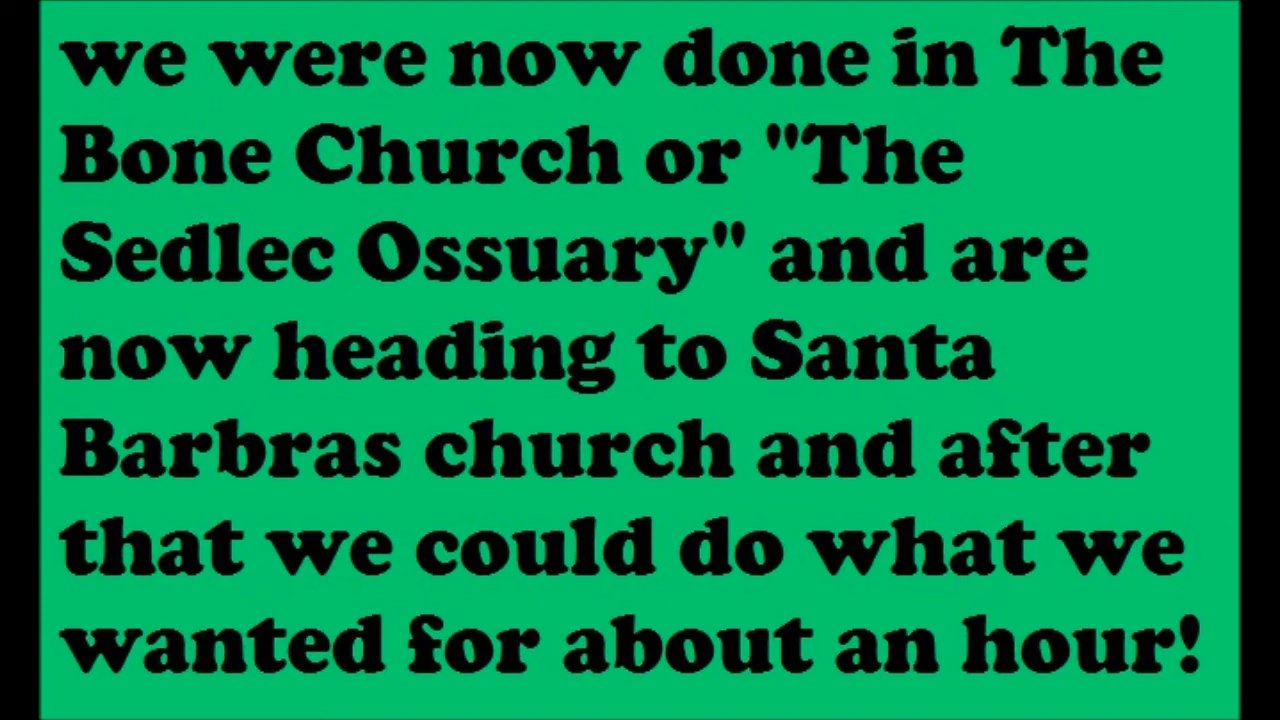 we were now done in The
Bone Church or "The
Sedlec Ossuary" and are
now heading to Santa
Barbras church and after
that we could do what we
wanted for about an hour!